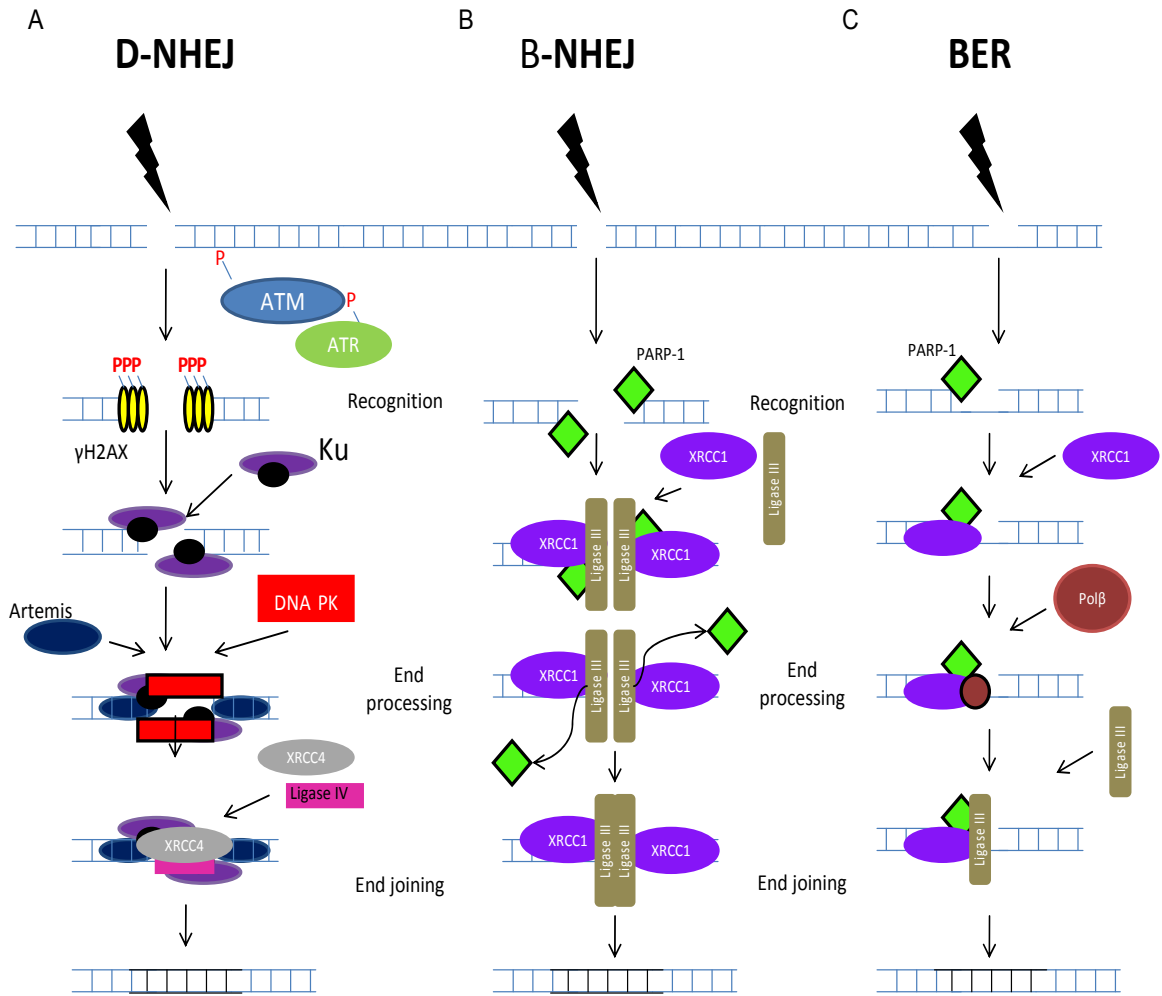 A
B
C
D-NHEJ
B-NHEJ
BER
P
ATM
P
ATR
PPP
PPP
γH2AX
Recognition
Ku
Artemis
DNA PK
End
processing
XRCC4
Ligase IV
XRCC4
End joining
PARP-1
Recognition
XRCC1
Ligase III
XRCC1
Ligase III
Ligase III
XRCC1
XRCC1
Ligase III
Ligase III
XRCC1
End
processing
XRCC1
Ligase III
Ligase III
XRCC1
End joining
PARP-1
XRCC1
Polβ
Ligase III
Ligase III